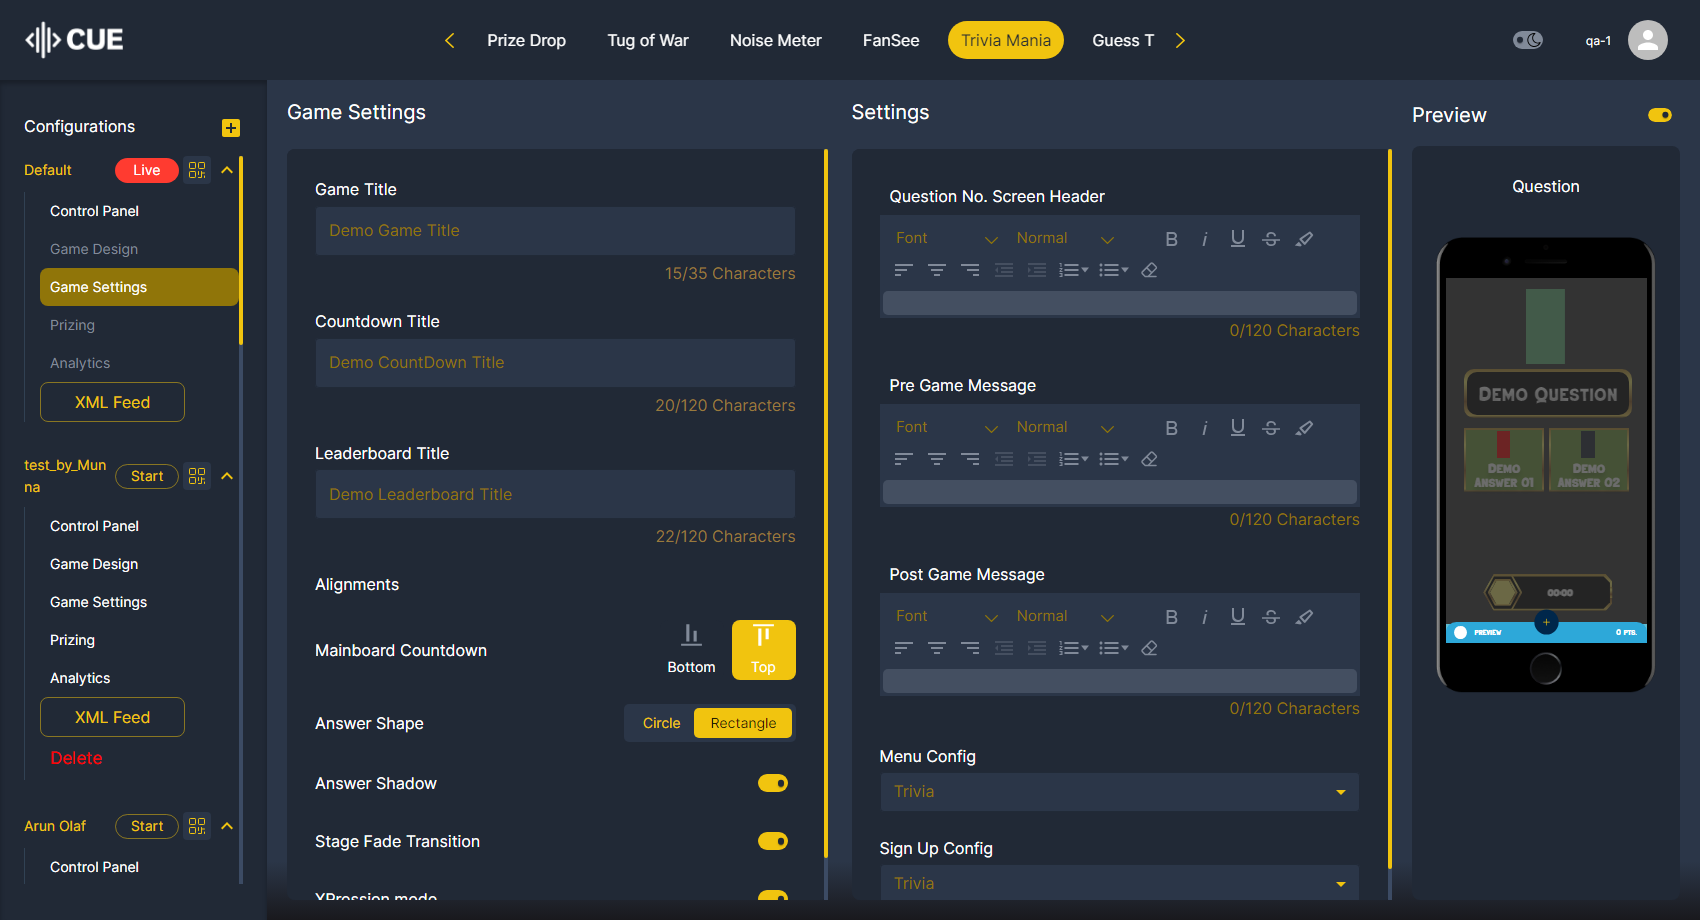 CUE
Prize Drop
Tug of War
Noise Meter
FanSee
Trivia Mania
Guess T
qa-1
Configurations
Default
Live
Control Panel
Game Design
Game Settings
Prizing
Analytics
XML Feed
test_by_Mun
na
Start
Control Panel
Game Design
Game Settings
Prizing
Analytics
XML Feed
Delete
Arun Olaf
Start
Control Panel
Game Settings
Game Title
Demo Game Title
15/35 Characters
Countdown Title
Demo CountDown Title
20/120 Characters
Leaderboard Title
Demo Leaderboard Title
22/120 Characters
Alignments
Mainboard Countdown
Bottom
Top
Answer Shape
Circle
Rectangle
Answer Shadow
Stage Fade Transition
XPression mode
Settings
Question No. Screen Header
Font
Normal
0/120 Characters
Pre Game Message
Font
Normal
0/120 Characters
Post Game Message
Font
Normal
0/120 Characters
Menu Config
Trivia
Sign Up Config
Trivia
Preview
Question
DEMO QUESTION
DEMO
ANSWER 01
DEMO
ANSWER 02
00:00
PREVIEW
0 PTS.